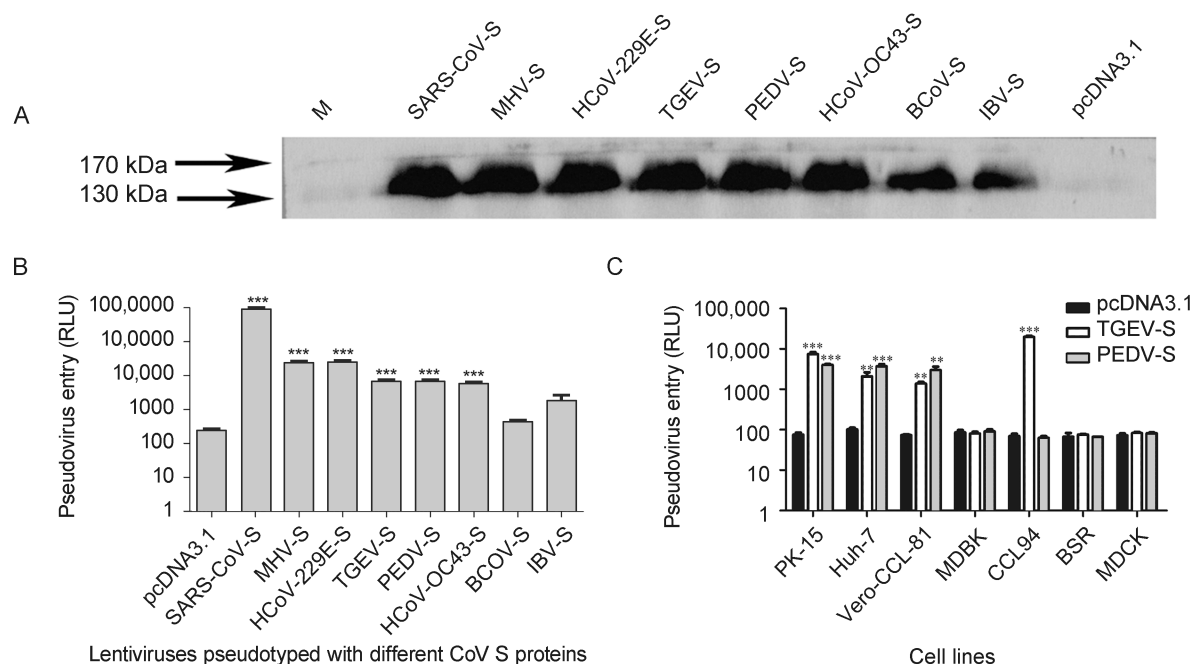 A
M
SARS-CoV-S
MHV-S
HCoV-229E-S
TGEV-S
PEDV-S
HCoV-OC43-S
BCoV-S
IBV-S
pcDNA3.1
170 kDa
130 kDa
B
Pseudovirus entry (RLU)
100,0000
100,000
10,000
1000
100
10
1
***
***
***
***
***
***
pcDNA3.1
SARS-CoV-S
MHV-S
HCoV-229E-S
TGEV-S
PEDV-S
HCoV-OC43-S
BCOV-S
IBV-S
Lentiviruses pseudotyped with different CoV S proteins
C
Pseudovirus entry (RLU)
100,000
10,000
1000
100
10
1
***
***
**
***
**
**
***
pcDNA3.1
TGEV-S
PEDV-S
PK-15
Huh-7
Vero-CCL-81
MDBK
CCL94
BSR
MDCK
Cell lines